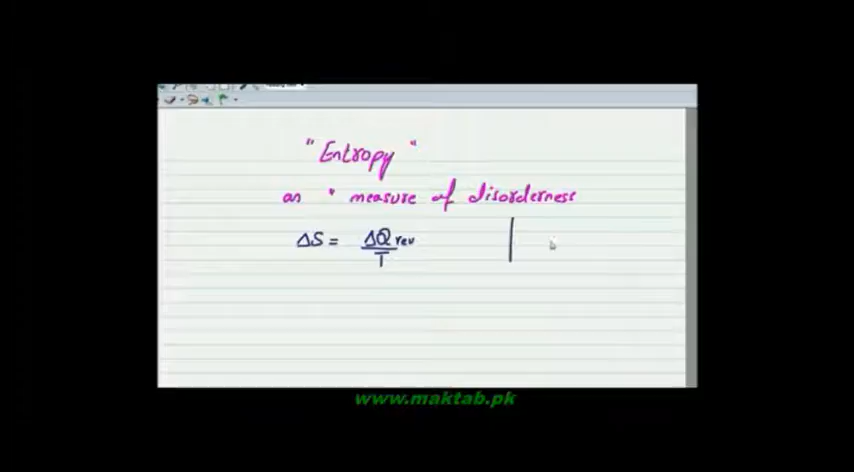 "Entropy"
as " measure of disorderness
ΔS = ΔQrev
T
www.maktab.pk